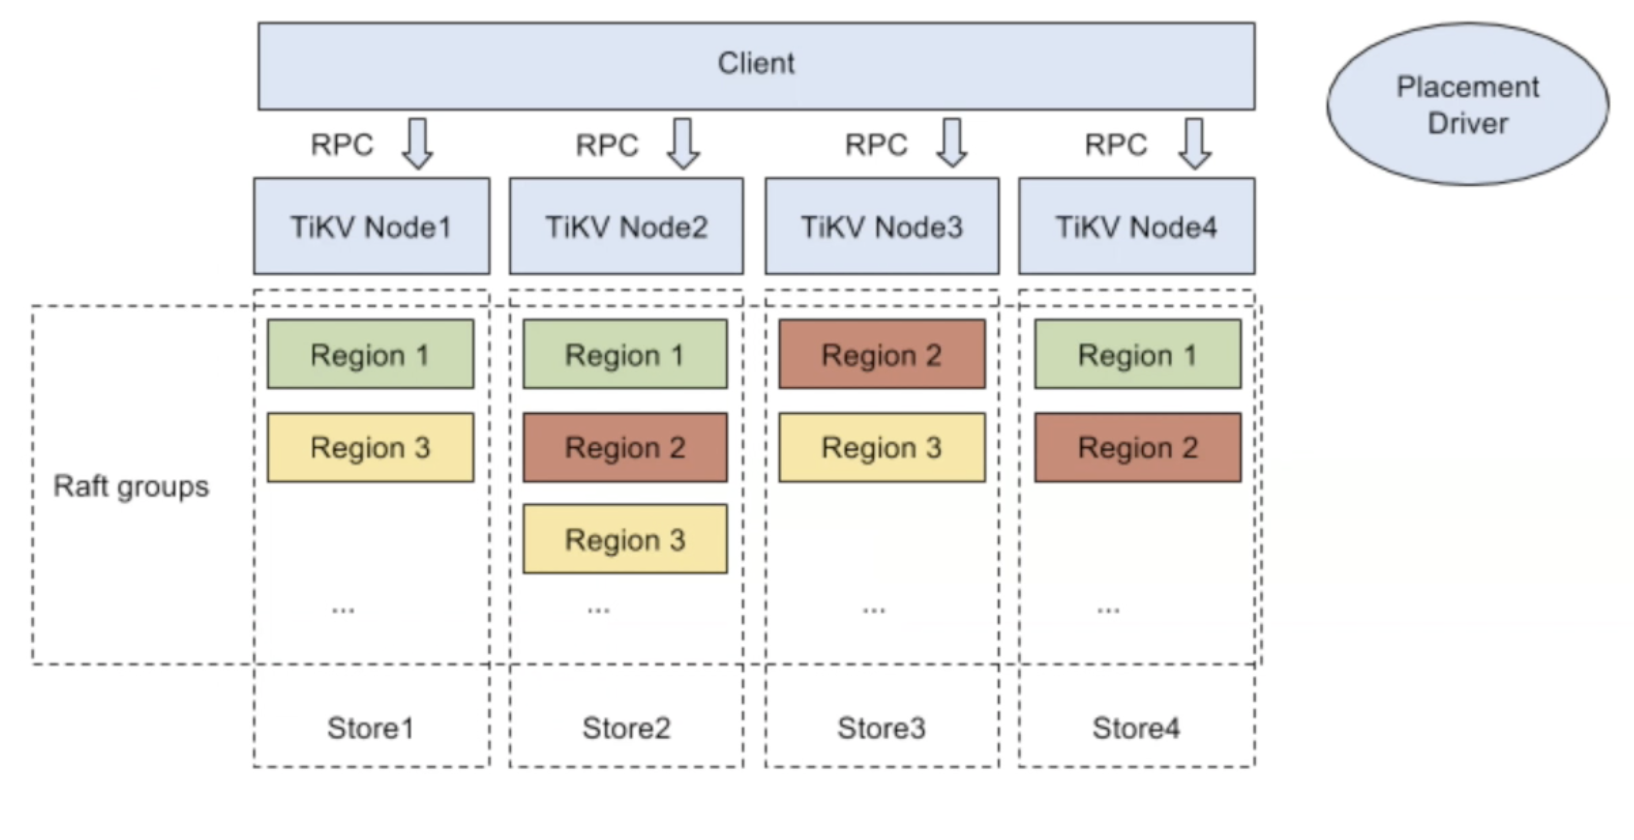 Client
Placement
Driver
RPC RPC RPC RPC
TiKV Node1 TiKV Node2 TiKV Node3 TiKV Node4
Region 1 Region 1 Region 2 Region 1
Region 3 Region 2 Region 3 Region 2
Raft groups
Region 3
... ... ... ...
Store1 Store2 Store3 Store4